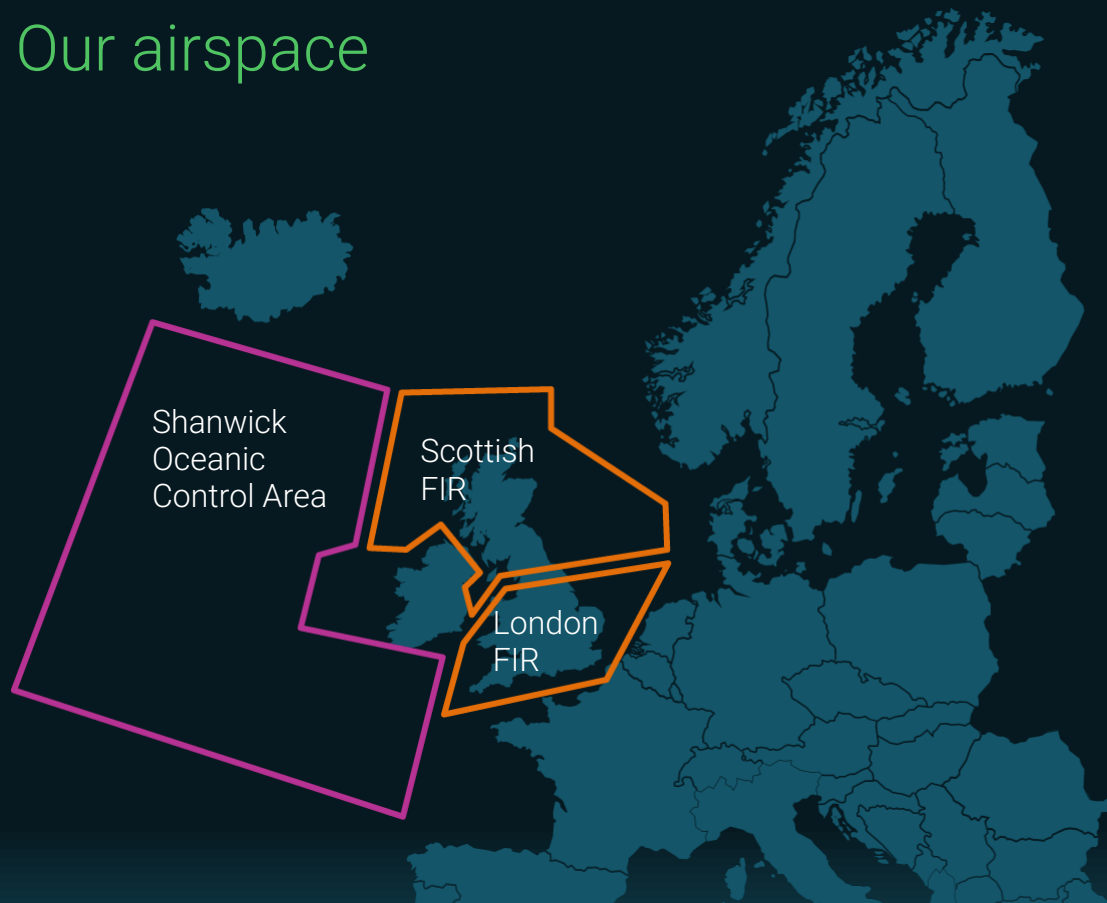 Our airspace
Shanwick
Oceanic
Control Area
Scottish
FIR
London
FIR